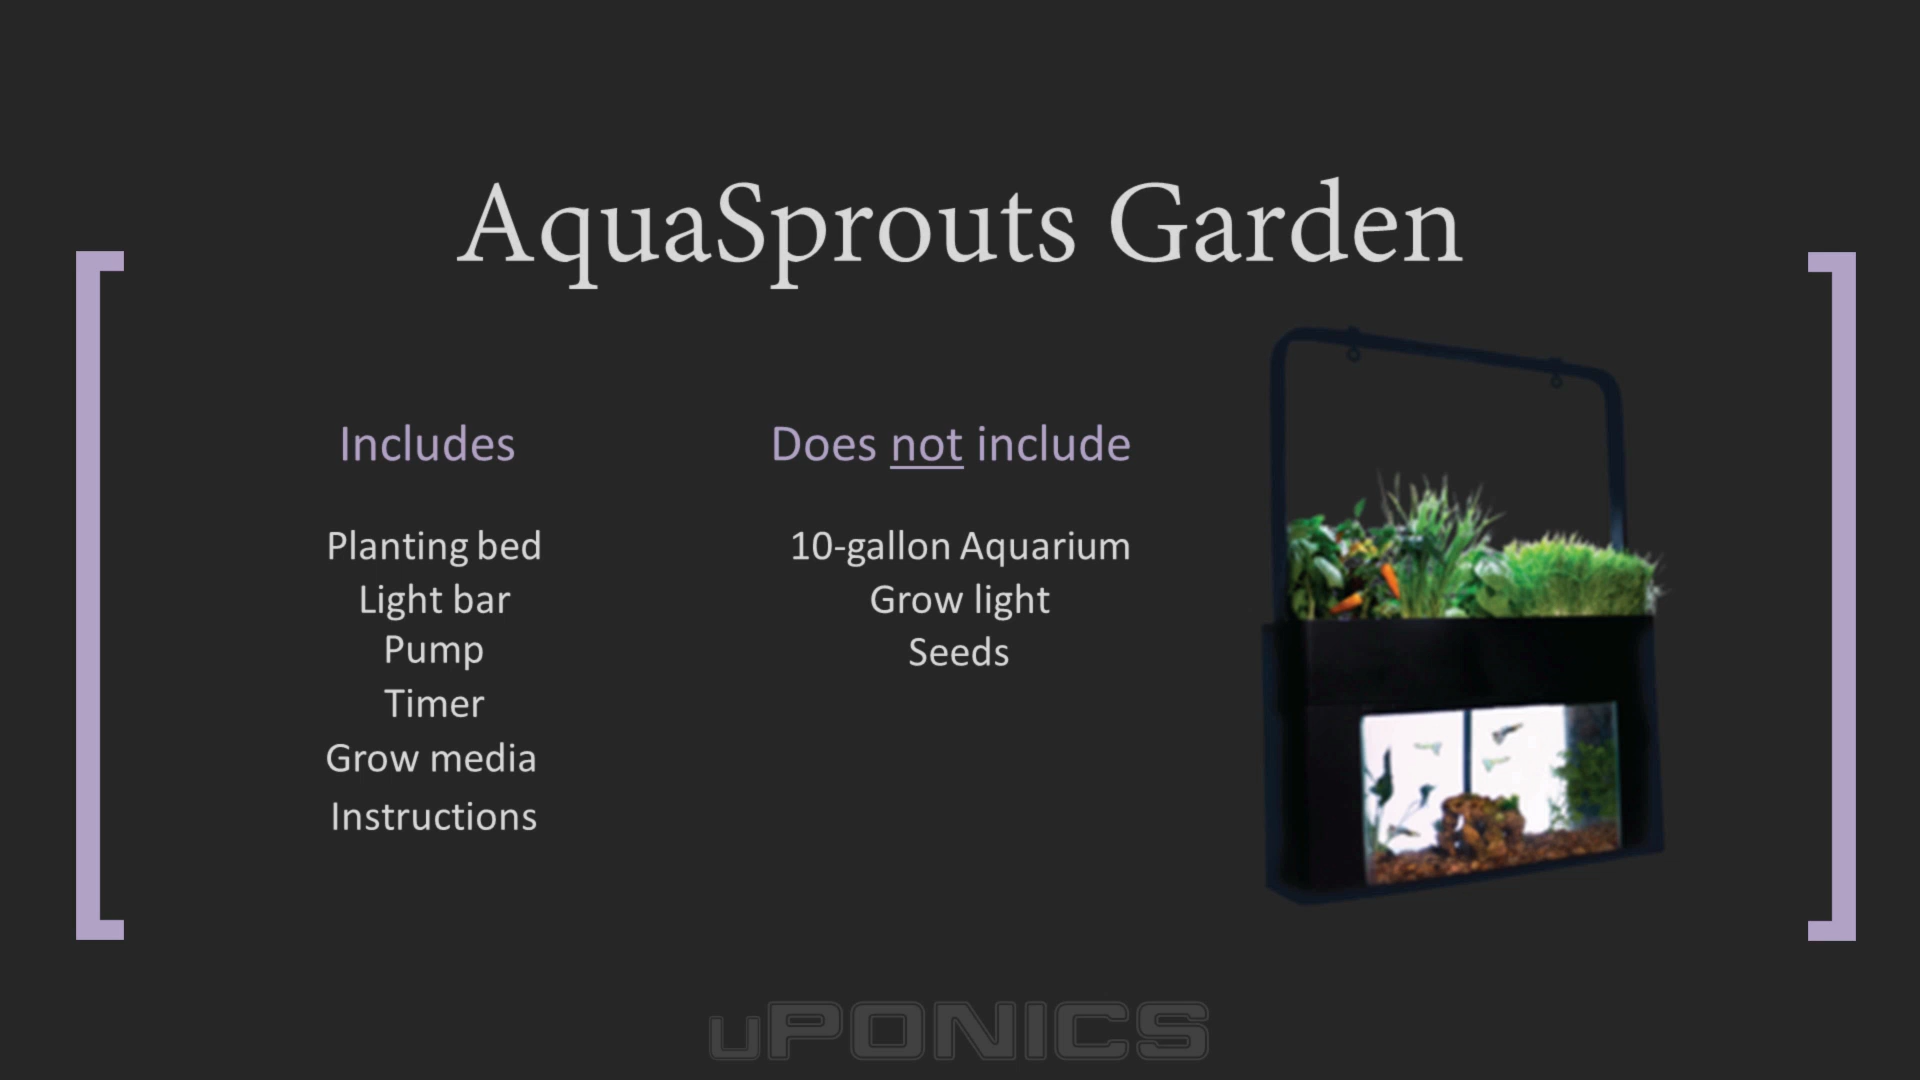 AquaSprouts Garden
Includes
Planting bed
Light bar
Pump
Timer
Grow media
Instructions
Does not include
10-gallon Aquarium
Grow light
Seeds
uPONICS